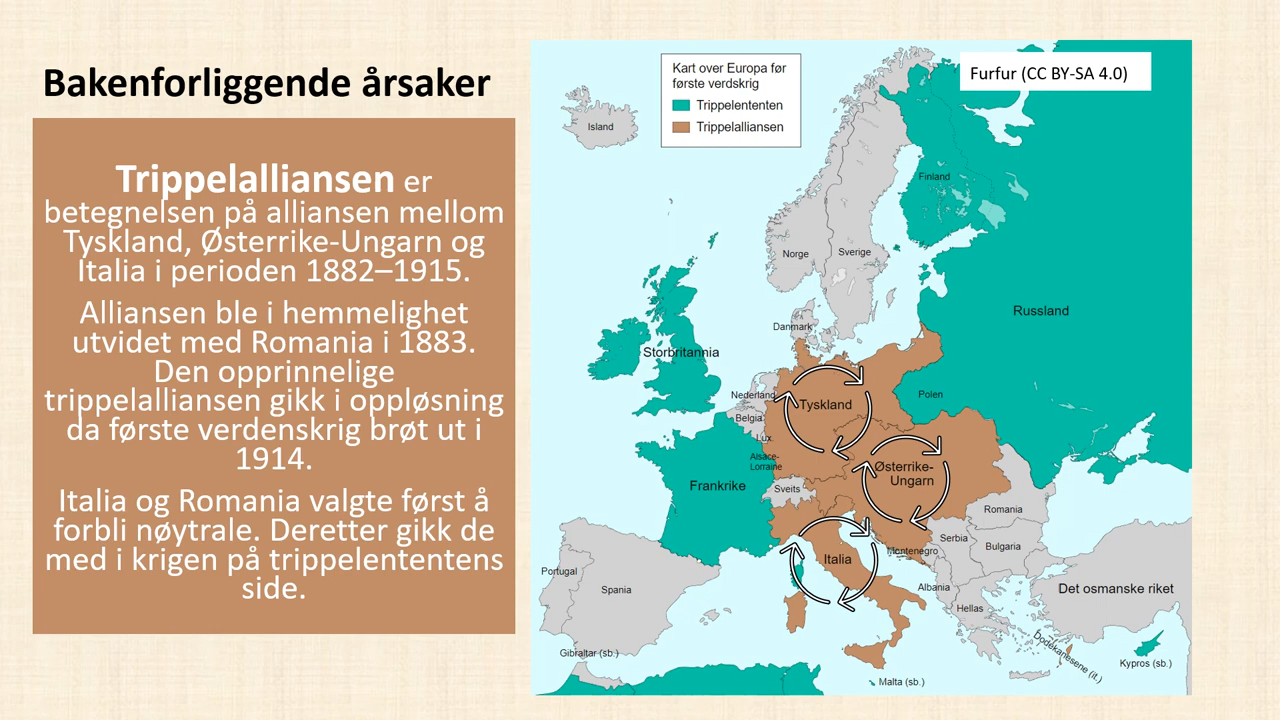 Bakenforliggende årsaker
Trippelalliansen er
betegnelsen på alliansen mellom
Tyskland, Østerrike-Ungarn og
Italia i perioden 1882–1915.
Alliansen ble i hemmelighet
utvidet med Romania i 1883.
Den opprinnelige
trippelalliansen gikk i oppløsning
da første verdenskrig brøt ut i
1914.
Italia og Romania valgte først å
forbli nøytrale. Deretter gikk de
med i krigen på trippelententens
side.
Kart over Europa før
første verdskrig
Trippelententen
Trippelalliansen
Furfur (CC BY-SA 4.0)
Island
Finland
Norge
Sverige
Russland
Danmark
Storbritannia
Nederland
Tyskland
Polen
Belgia
Lux.
Alsace-
Lorraine
Østerrike-
Ungarn
Frankrike
Sveits
Romania
Serbia
Bulgaria
Montenegro
Italia
Portugal
Spania
Albania
Det osmanske riket
Hellas
Gibraltar (sb.)
Dodekanesene (it.)
Kypros (sb.)
Malta (sb.)